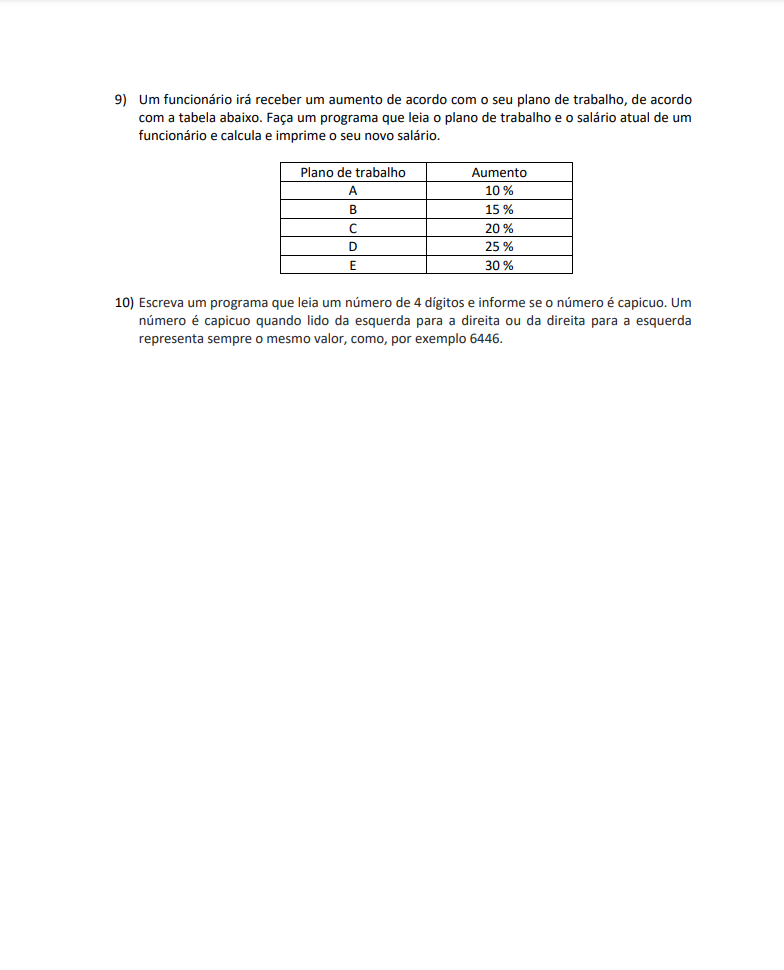 9) Um funcionário irá receber um aumento de acordo com o seu plano de trabalho, de acordo
com a tabela abaixo. Faça um programa que leia o plano de trabalho e o salário atual de um
funcionário e calcula e imprime o seu novo salário.
Plano de trabalho Aumento
A 10 %
B 15 %
C 20 %
D 25 %
E 30 %
10) Escreva um programa que leia um número de 4 dígitos e informe se o número é capicuo. Um
número é capicuo quando lido da esquerda para a direita ou da direita para a esquerda
representa sempre o mesmo valor, como, por exemplo 6446.